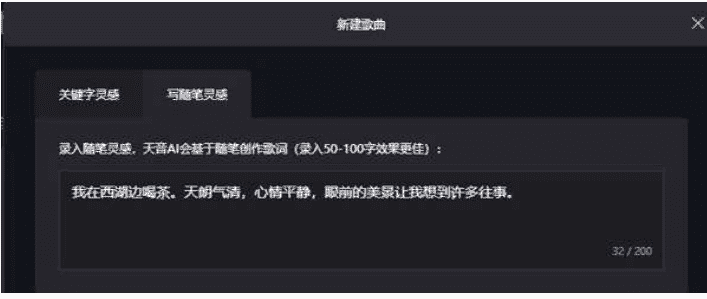 新建歌曲
关键字灵感 写随笔灵感
录入随笔灵感，天音AI会基于随笔创作歌词（录入50-100字效果更佳）：
我在西湖边喝茶。天朗气清，心情平静，眼前的美景让我想到许多往事。
32 / 200